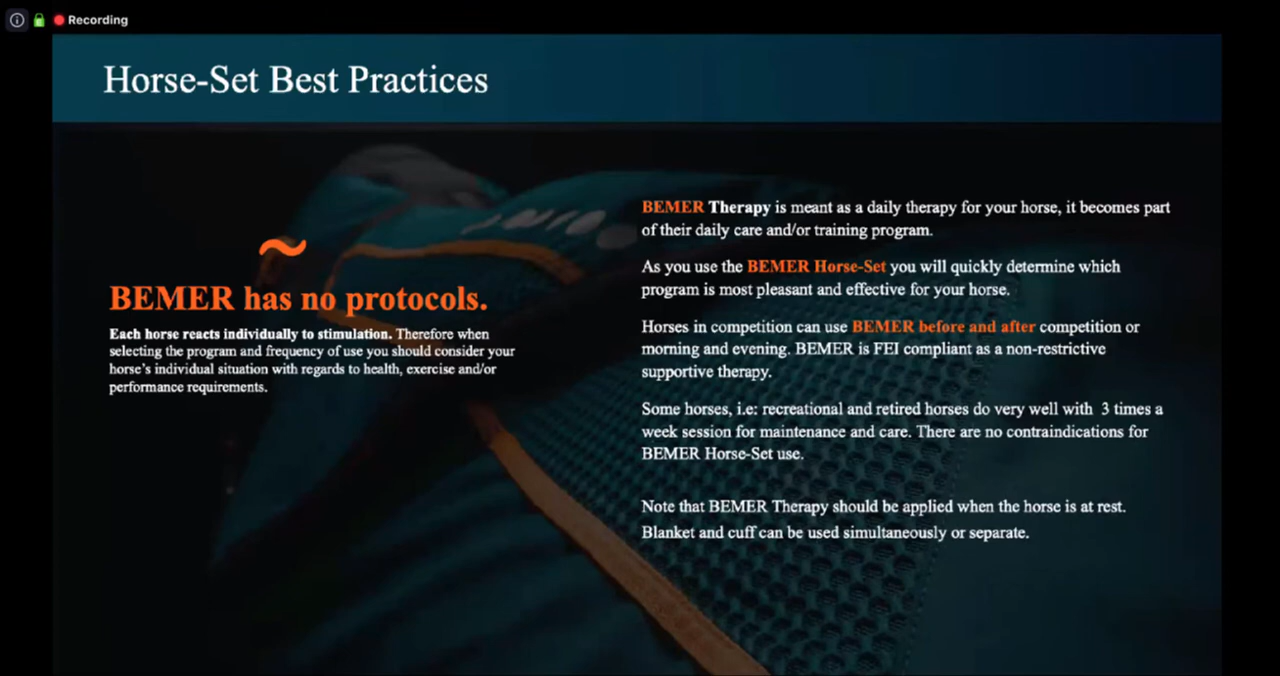 Recording
Horse-Set Best Practices
BEMER has no protocols.
Each horse reacts individually to stimulation. Therefore when
selecting the program and frequency of use you should consider your
horse's individual situation with regards to health, exercise and/or
performance requirements.
BEMER Therapy is meant as a daily therapy for your horse, it becomes part
of their daily care and/or training program.
As you use the BEMER Horse-Set you will quickly determine which
program is most pleasant and effective for your horse.
Horses in competition can use BEMER before and after competition or
morning and evening. BEMER is FEI compliant as a non-restrictive
supportive therapy.
Some horses, i.e: recreational and retired horses do very well with 3 times a
week session for maintenance and care. There are no contraindications for
BEMER Horse-Set use.
Note that BEMER Therapy should be applied when the horse is at rest.
Blanket and cuff can be used simultaneously or separate.